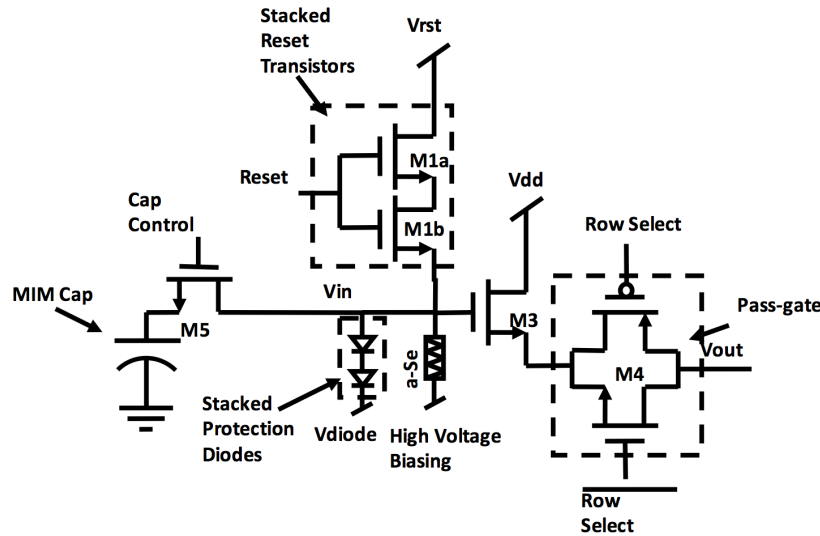 Stacked
Reset
Transistors
Vrst
M1a
Reset
Vdd
Cap
Control
M1b
Row Select
MIM Cap
Vin
Pass-gate
M5
M3
Vout
a-Se
M4
Stacked
Protection
Diodes
Vdiode
High Voltage
Biasing
Row
Select